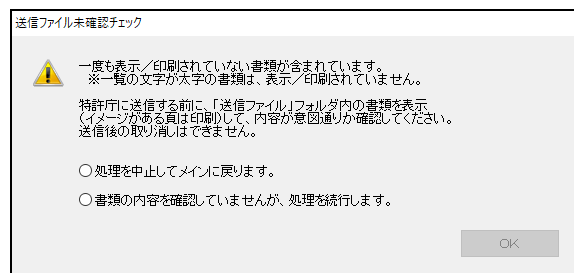 送信ファイル未確認チェック
一度も表示／印刷されていない書類が含まれています。
※一覧の文字が太字の書類は、表示／印刷されていません。
特許庁に送信する前に、「送信ファイル」フォルダ内の書類を表示
（イメージがある頁は印刷）して、内容が意図通りか確認してください。
送信後の取り消しはできません。
処理を中止してメインに戻ります。
書類の内容を確認していませんが、処理を続行します。
OK